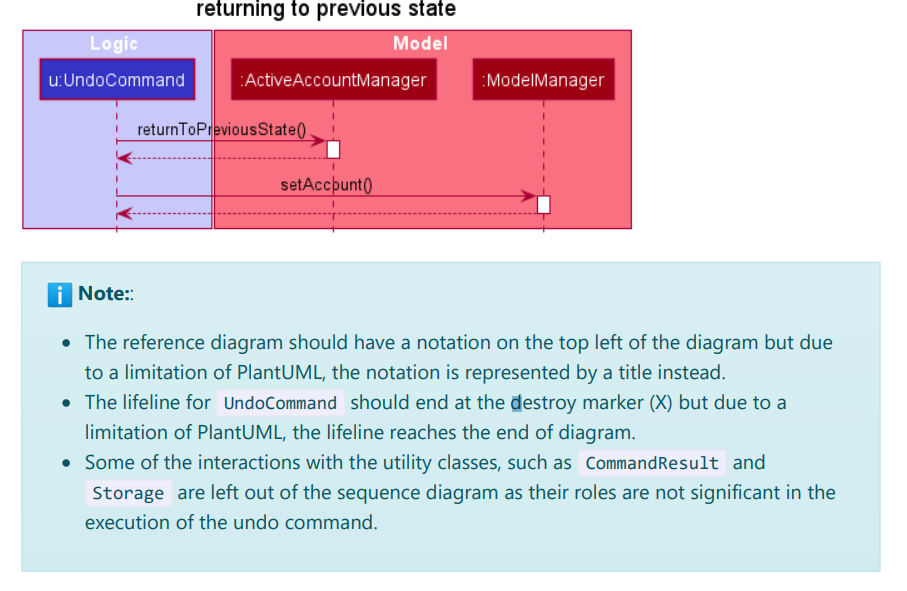 returning to previous state
Logic
Model
u:UndoCommand
:ActiveAccountManager
:ModelManager
returnToPreviousState()
setAccount()
i Note::
The reference diagram should have a notation on the top left of the diagram but due
to a limitation of PlantUML, the notation is represented by a title instead.
The lifeline for UndoCommand should end at the destroy marker (X) but due to a
limitation of PlantUML, the lifeline reaches the end of diagram.
Some of the interactions with the utility classes, such as CommandResult and
Storage are left out of the sequence diagram as their roles are not significant in the
execution of the undo command.